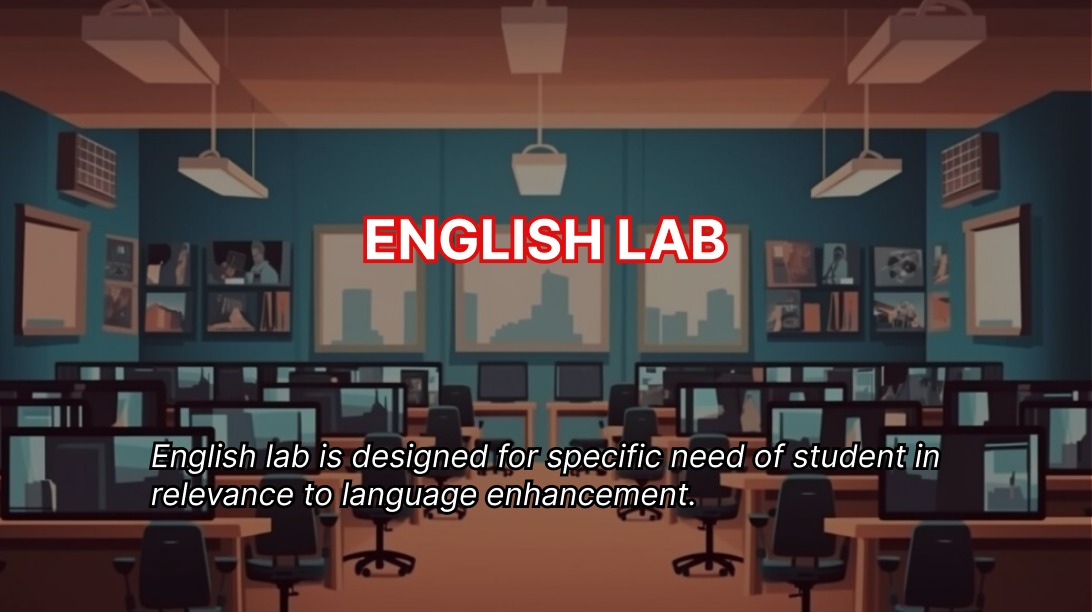 ENGLISH LAB
English lab is designed for specific need of student in
relevance to language enhancement.